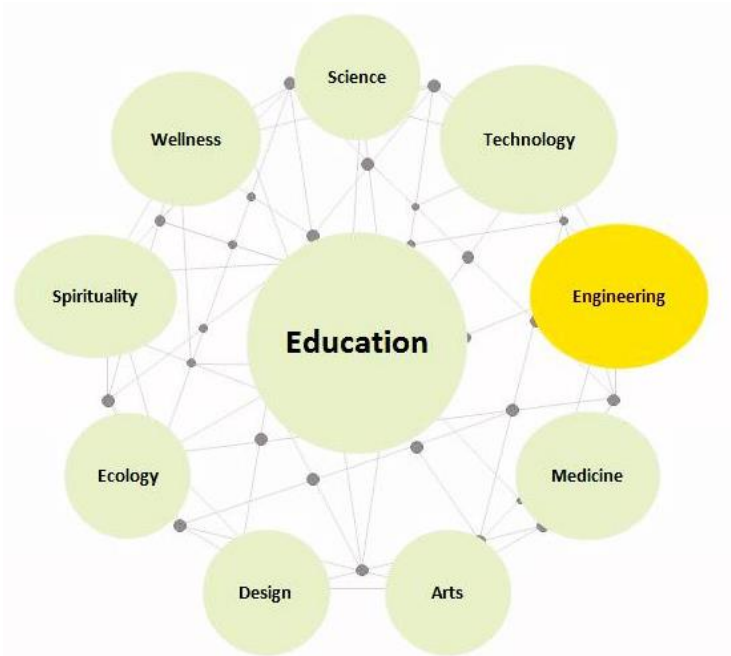 Science
Wellness
Technology
Spirituality
Engineering
Education
Ecology
Medicine
Design
Arts